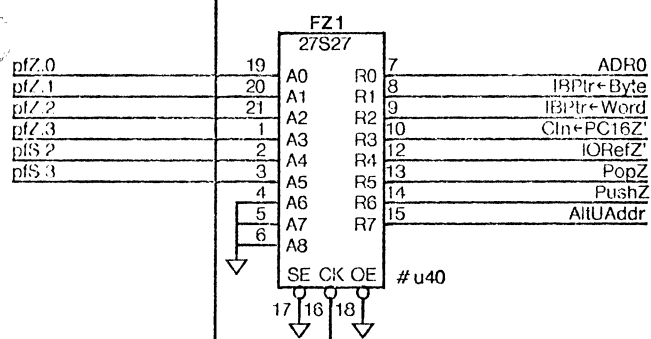 FZ1
27S27
pfZ.0 19 A0 R0 7 ADR0
pfZ.1 20 A1 R1 8 IBPtr←Byte
pfZ.2 21 A2 R2 9 IBPtr←Word
pfZ.3 1 A3 R3 10 CIn←PC16Z'
pfS.2 2 A4 R4 12 IORefZ'
pfS.3 3 A5 R5 13 PopZ
4 A6 R6 14 PushZ
5 A7 R7 15 AltUAddr
6 A8
SE CK OE # u40
17 16 18